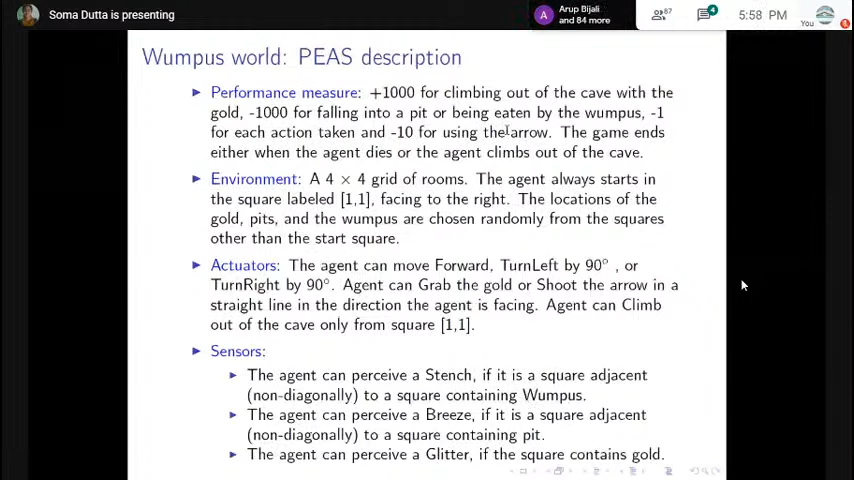 Soma Dutta is presenting
A
Arup Bijali
and 84 more
87
4
5:58 PM
You
Wumpus world: PEAS description
Performance measure: +1000 for climbing out of the cave with the
gold, -1000 for falling into a pit or being eaten by the wumpus, -1
for each action taken and -10 for using the arrow. The game ends
either when the agent dies or the agent climbs out of the cave.
Environment: A 4 × 4 grid of rooms. The agent always starts in
the square labeled [1,1], facing to the right. The locations of the
gold, pits, and the wumpus are chosen randomly from the squares
other than the start square.
Actuators: The agent can move Forward, TurnLeft by 90° , or
TurnRight by 90°. Agent can Grab the gold or Shoot the arrow in a
straight line in the direction the agent is facing. Agent can Climb
out of the cave only from square [1,1].
Sensors:
The agent can perceive a Stench, if it is a square adjacent
(non-diagonally) to a square containing Wumpus.
The agent can perceive a Breeze, if it is a square adjacent
(non-diagonally) to a square containing pit.
The agent can perceive a Glitter, if the square contains gold.